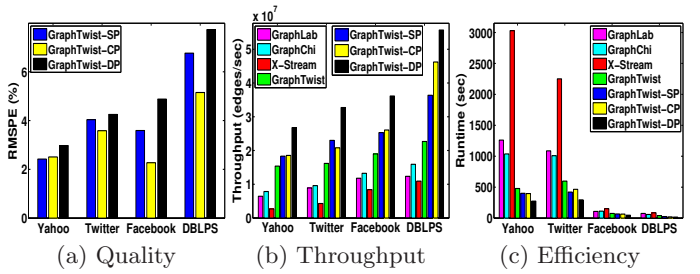 GraphTwist-SP
GraphTwist-CP
GraphTwist-DP
RMSPE (%)
6
4
2
0
Yahoo Twitter Facebook DBLPS
(a) Quality
x 10^7
GraphLab
GraphChi
X-Stream
GraphTwist
GraphTwist-SP
GraphTwist-CP
GraphTwist-DP
Throughput (edges/sec)
5
4
3
2
1
0
Yahoo Twitter Facebook DBLPS
(b) Throughput
GraphLab
GraphChi
X-Stream
GraphTwist
GraphTwist-SP
GraphTwist-CP
GraphTwist-DP
Runtime (sec)
3000
2500
2000
1500
1000
500
0
Yahoo Twitter Facebook DBLPS
(c) Efficiency